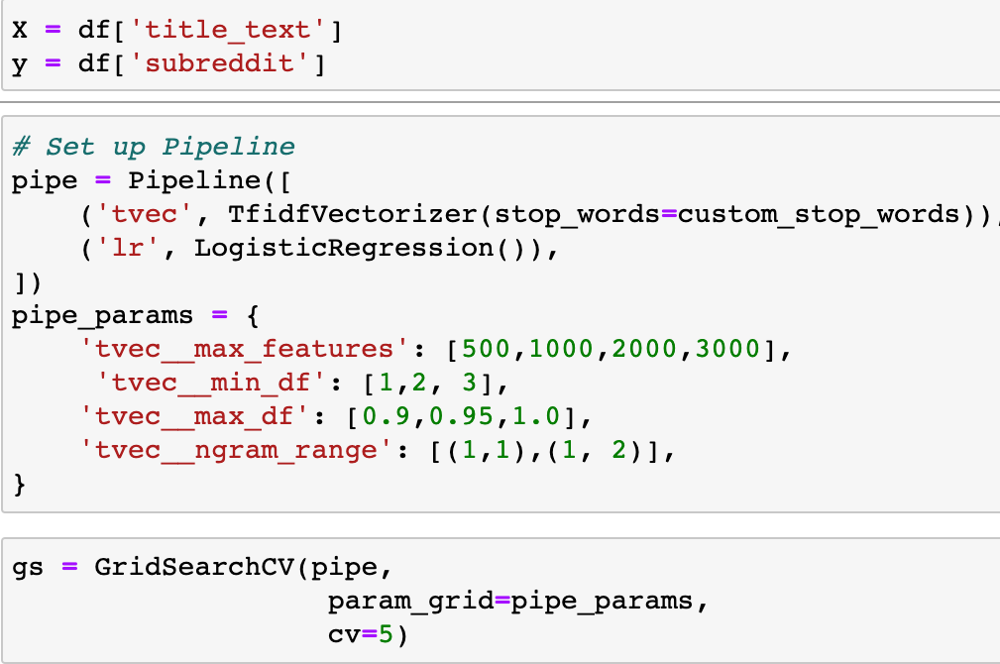 X = df['title_text']
y = df['subreddit']
# Set up Pipeline
pipe = Pipeline([
    ('tvec', TfidfVectorizer(stop_words=custom_stop_words)),
    ('lr', LogisticRegression()),
])
pipe_params = {
    'tvec__max_features': [500,1000,2000,3000],
     'tvec__min_df': [1,2, 3],
    'tvec__max_df': [0.9,0.95,1.0],
    'tvec__ngram_range': [(1,1),(1, 2)],
}
gs = GridSearchCV(pipe,
                   param_grid=pipe_params,
                   cv=5)